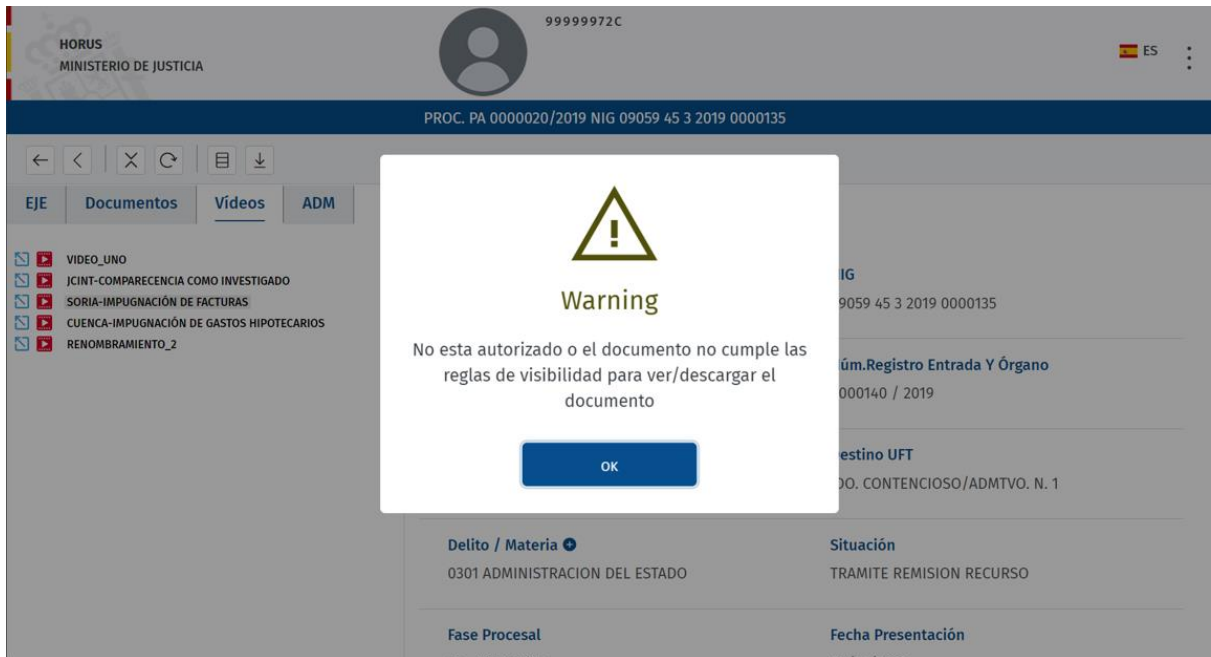 99999972C
HORUS
MINISTERIO DE JUSTICIA
ES
PROC. PA 0000020/2019 NIG 09059 45 3 2019 0000135
EJE Documentos Vídeos ADM
VIDEO_UNO
JCINT-COMPARECENCIA COMO INVESTIGADO
SORIA-IMPUGNACIÓN DE FACTURAS
CUENCA-IMPUGNACIÓN DE GASTOS HIPOTECARIOS
RENOMBRAMIENTO_2
Warning
No esta autorizado o el documento no cumple las
reglas de visibilidad para ver/descargar el
documento
OK
IG
9059 45 3 2019 0000135
úm.Registro Entrada Y Órgano
000140 / 2019
estino UFT
DO. CONTENCIOSO/ADMTVO. N. 1
Delito / Materia
0301 ADMINISTRACION DEL ESTADO
Situación
TRAMITE REMISION RECURSO
Fase Procesal
Fecha Presentación